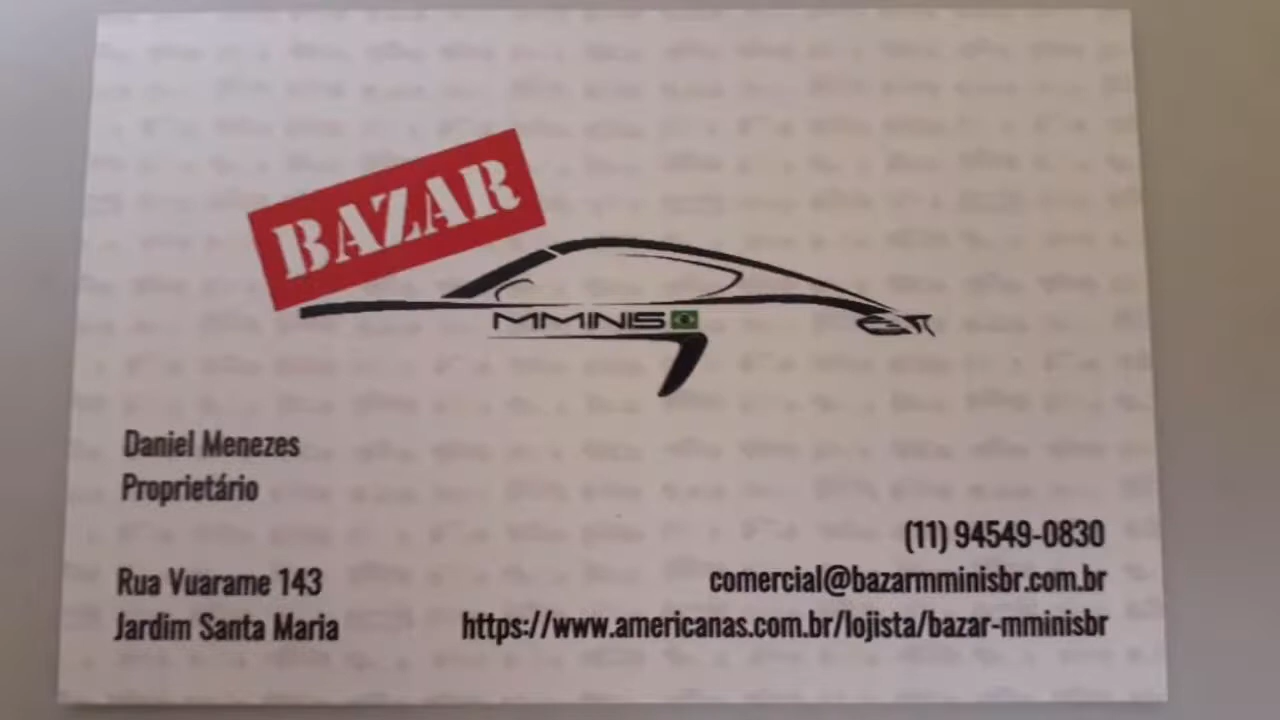 BAZAR
MMINIS
Daniel Menezes
Proprietário
Rua Vuarame 143
Jardim Santa Maria
(11) 94549-0830
comercial@bazarmminisbr.com.br
https://www.americanas.com.br/lojista/bazar-mminisbr